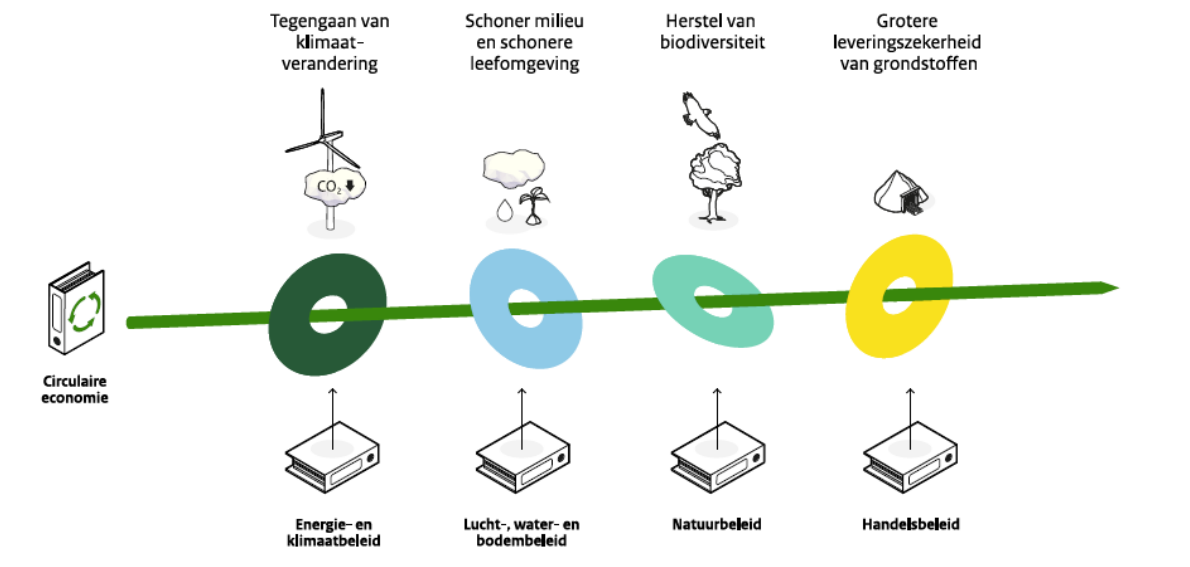 Tegengaan van
klimaat-
verandering
Schoner milieu
en schonere
leefomgeving
Herstel van
biodiversiteit
Grotere
leveringszekerheid
van grondstoffen
CO₂
Circulaire
economie
Energie- en
klimaatbeleid
Lucht-, water- en
bodembeleid
Natuurbeleid
Handelsbeleid